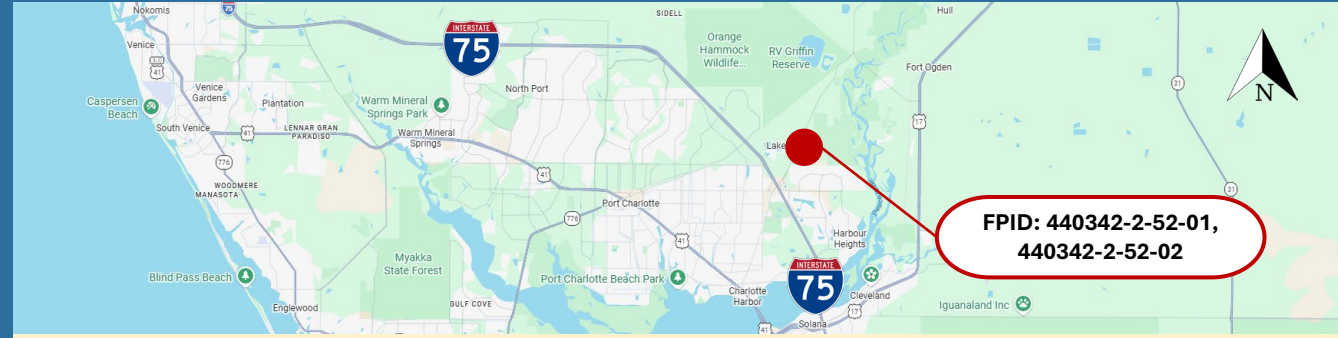 Nokomis
75
SIDELL
Hull
INTERSTATE
75
Orange
Hammock
Wildlife...
RV Griffin
Reserve
Venice
41
Fort Ogden
31
N
Venice
Gardens
Plantation
Warm Mineral
Springs Park
North Port
Caspersen
Beach
South Venice
41
LENNAR GRAN
PARADISO
Warm Mineral
Springs
17
Lake
776
41
WOODMERE
MANASOTA
31
Port Charlotte
776
41
FPID: 440342-2-52-01,
440342-2-52-02
Harbour
Heights
Myakka
State Forest
Blind Pass Beach
Port Charlotte Beach Park
INTERSTATE
75
Charlotte
Harbor
Cleveland
Iguanaland Inc
Englewood
GULF COVE
17
41
Solana